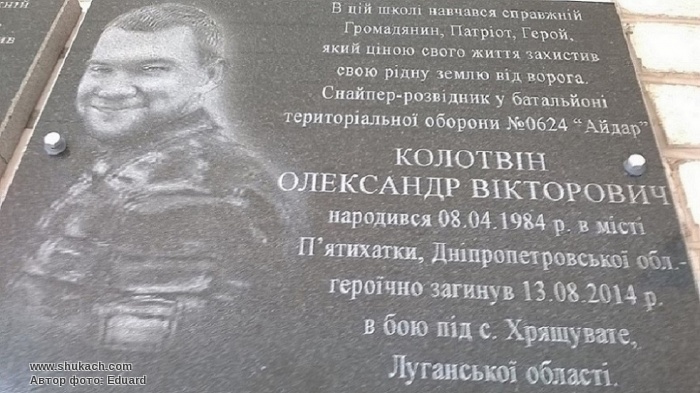 ній
ив
В цій школі навчався справжній
Громадянин, Патріот, Герой,
який ціною свого життя захистив
свою рідну землю від ворога.
Снайпер-розвідник у батальйоні
територіальної оборони №0624 “Айдар”
КОЛОТВІН
ОЛЕКСАНДР ВІКТОРОВИЧ
народився 08.04.1984 р. в місті
П’ятихатки, Дніпропетровської обл.-
героїчно загинув 13.08.2014 р.
в бою під с. Хрящувате,
Луганської області.
www.shukach.com
Автор фото: Eduard